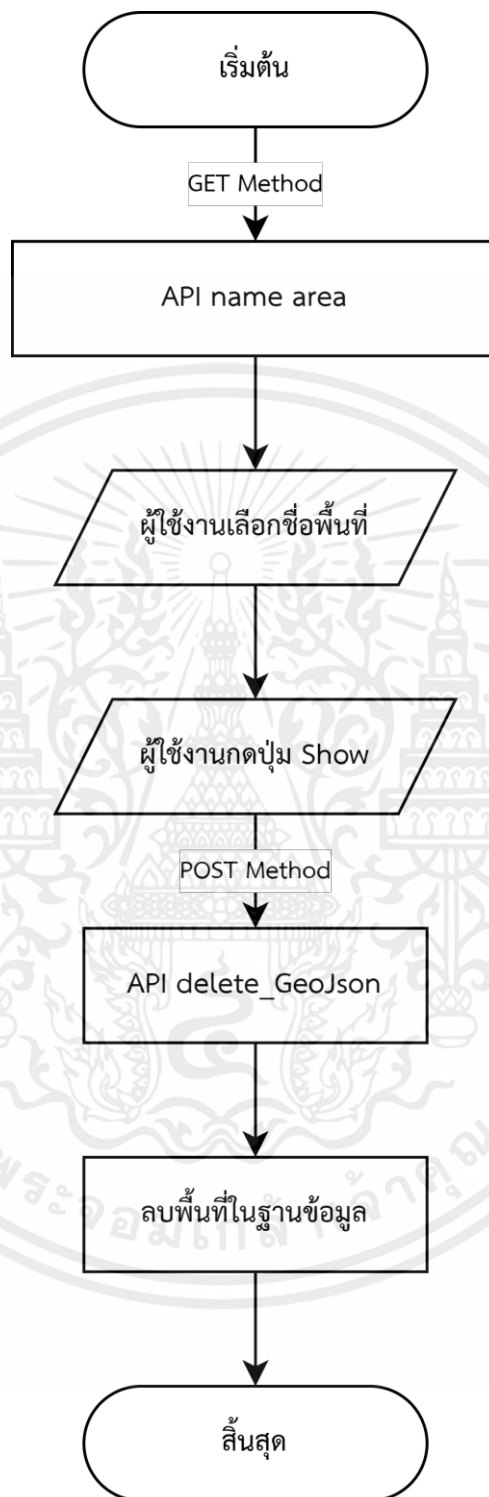 เริ่มต้น
GET Method
API name area
ผู้ใช้งานเลือกชื่อพื้นที่
ผู้ใช้งานกดปุ่ม Show
POST Method
API delete_GeoJson
ลบพื้นที่ในฐานข้อมูล
สิ้นสุด